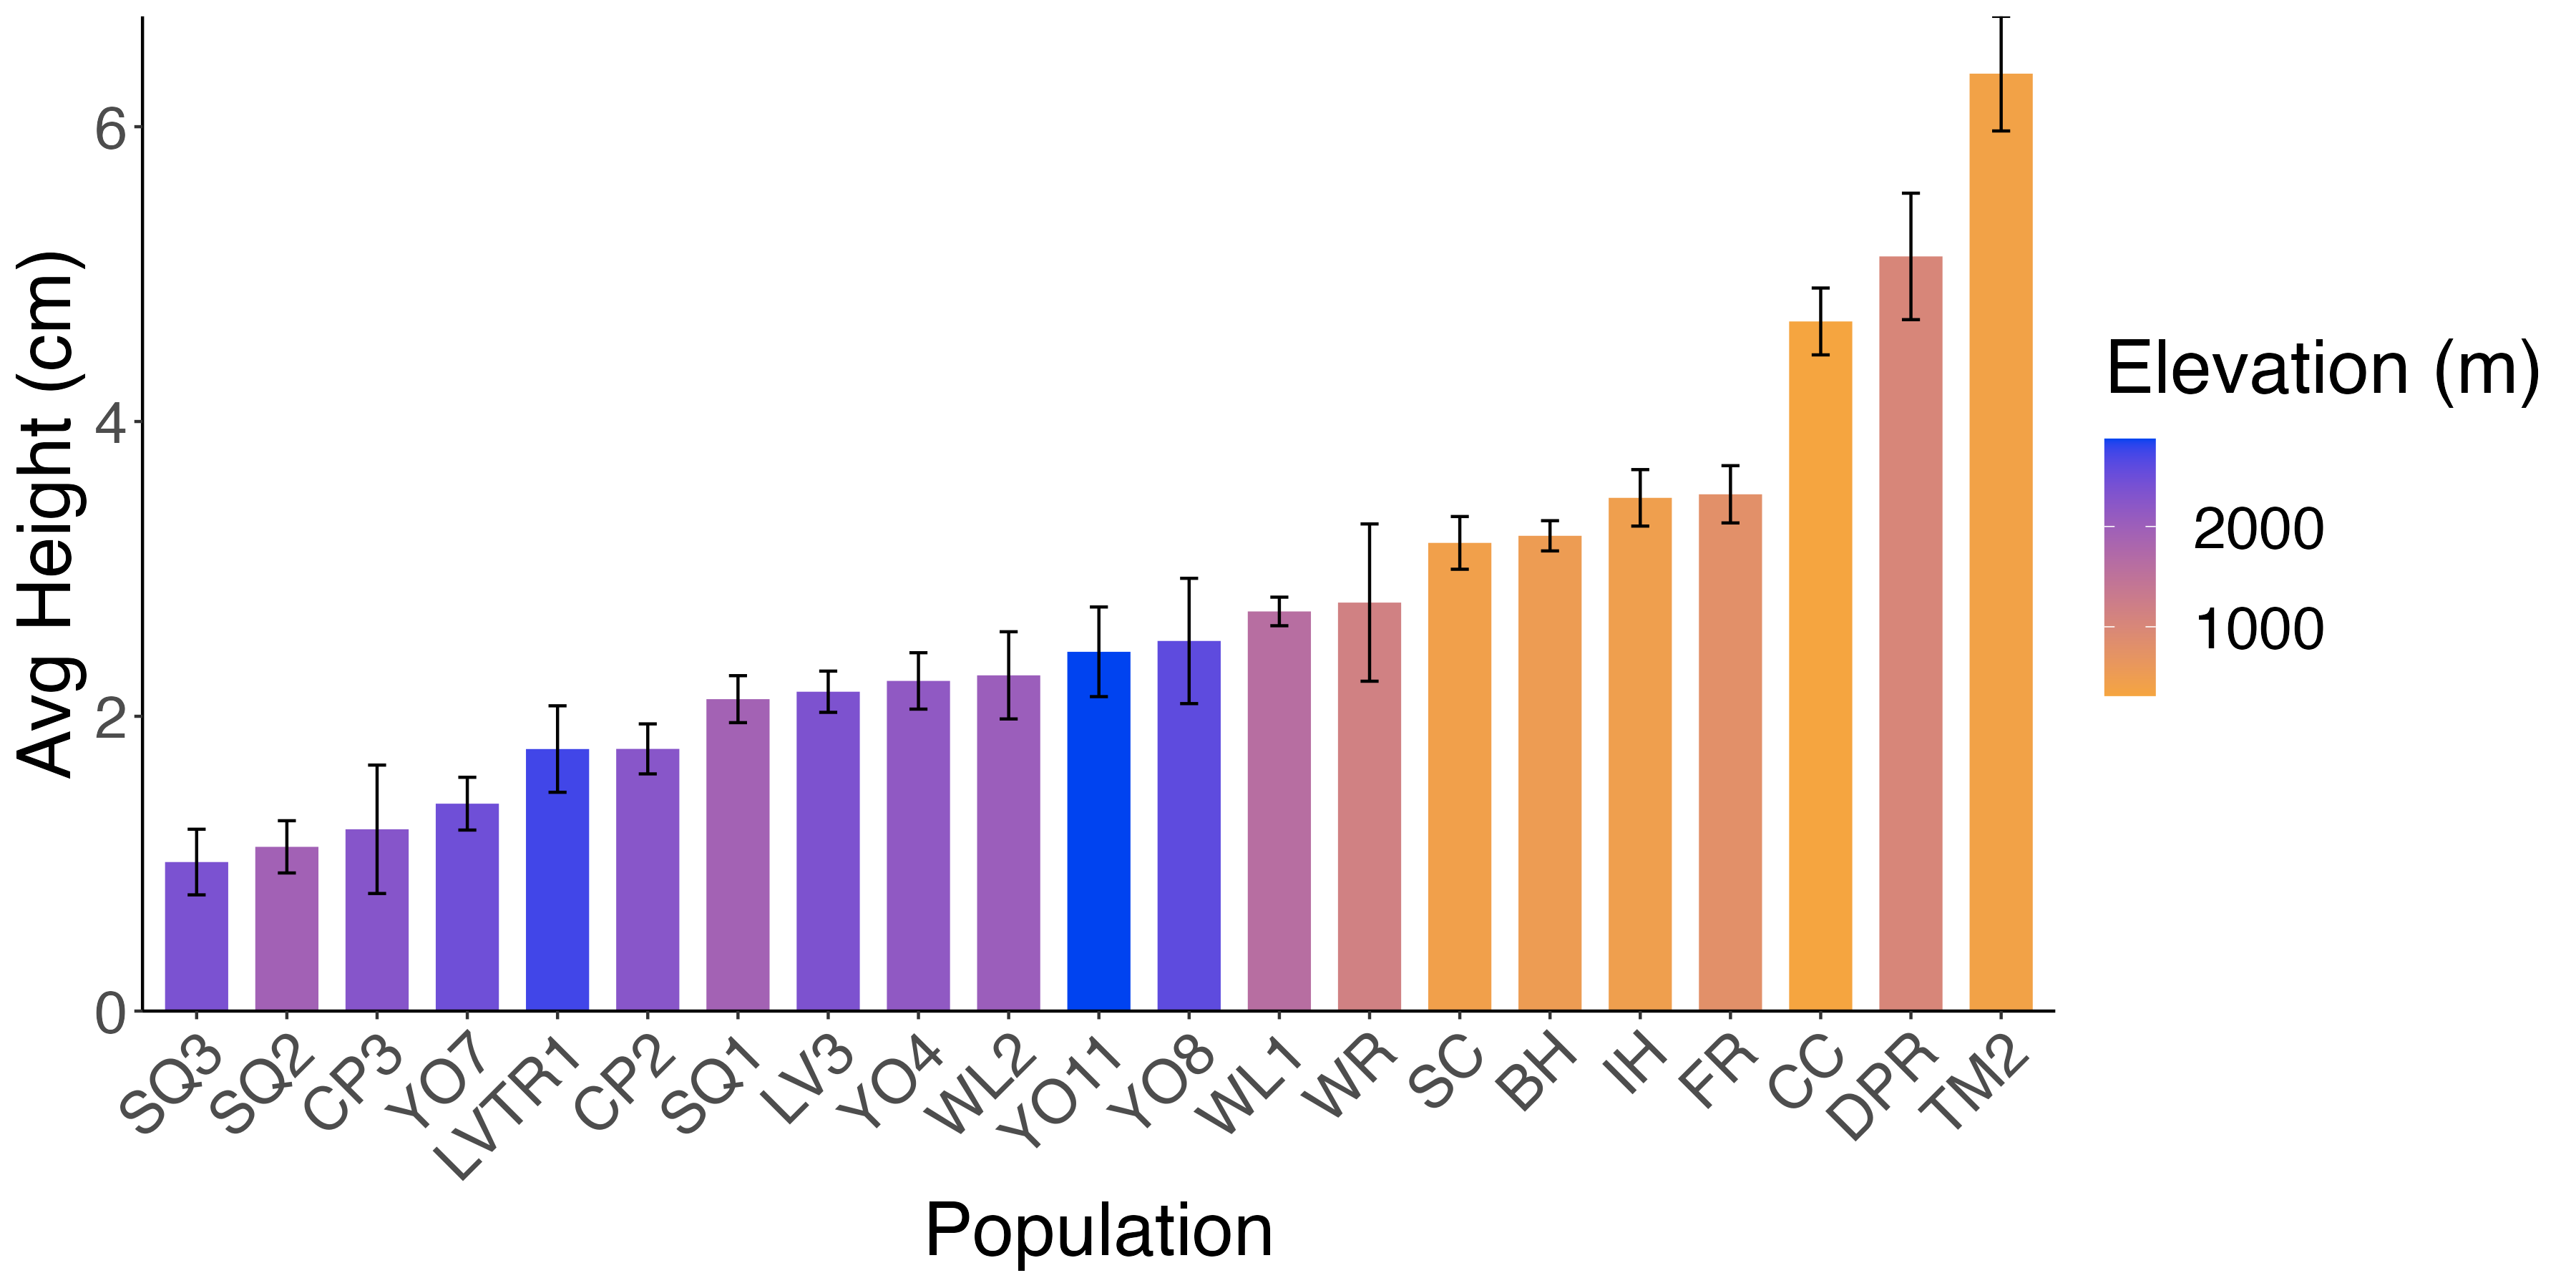 Avg Height (cm)
6
4
2
0
SQ3
SQ2
CP3
YO7
LVTR1
CP2
SQ1
LV3
YO4
WL2
YO11
YO8
WL1
WR
SC
BH
IH
FR
CC
DPR
TM2
Population
Elevation (m)
2000
1000